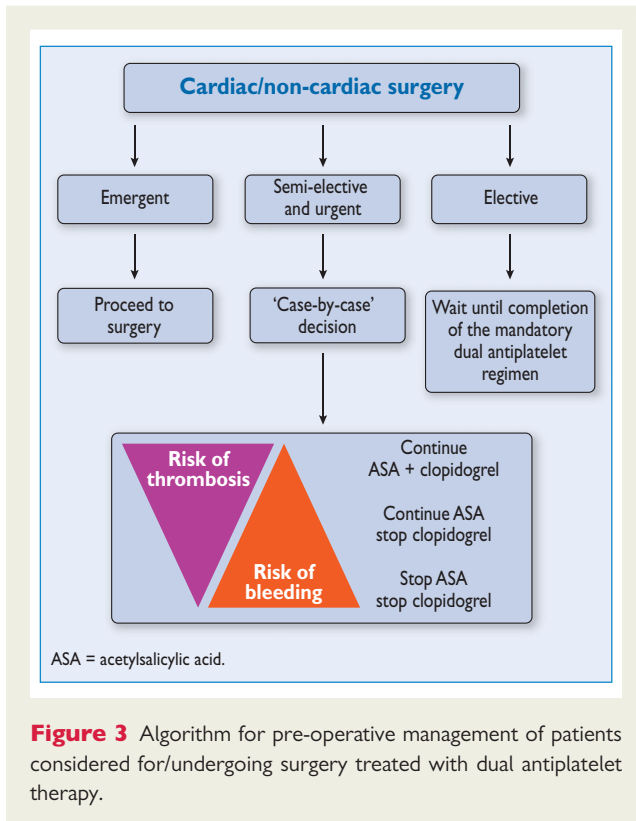 Cardiac/non-cardiac surgery
Emergent
Semi-elective
and urgent
Elective
Proceed to
surgery
‘Case-by-case’
decision
Wait until completion
of the mandatory
dual antiplatelet
regimen
Risk of
thrombosis
Risk of
bleeding
Continue
ASA + clopidogrel
Continue ASA
stop clopidogrel
Stop ASA
stop clopidogrel
ASA = acetylsalicylic acid.
Figure 3 Algorithm for pre-operative management of patients
considered for/undergoing surgery treated with dual antiplatelet
therapy.